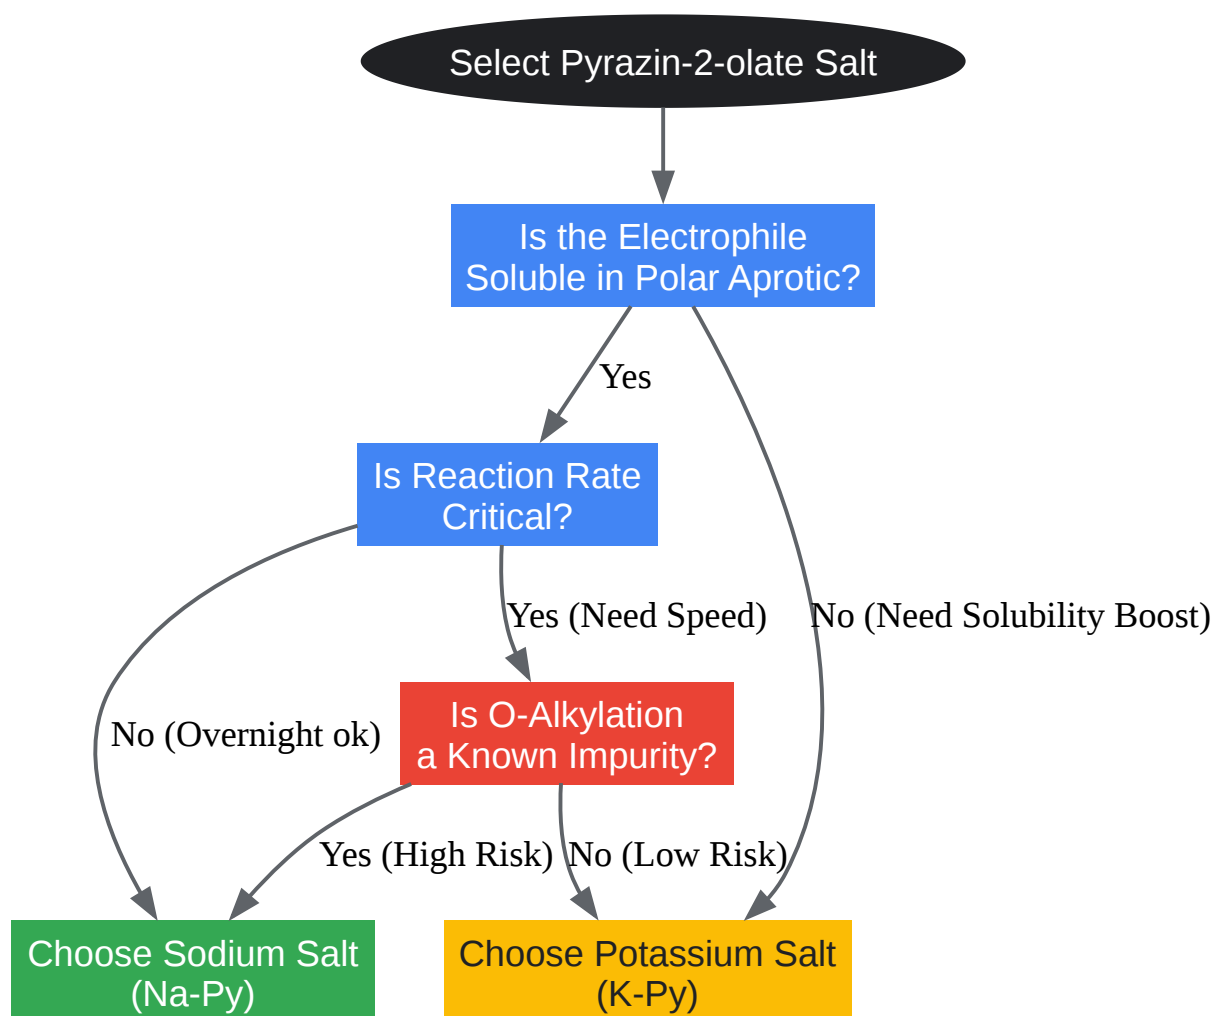 Select Pyrazin-2-olate Salt
Is the Electrophile
Soluble in Polar Aprotic?
Yes
Is Reaction Rate
Critical?
Yes (Need Speed)
No (Need Solubility Boost)
Is O-Alkylation
a Known Impurity?
No (Overnight ok)
Yes (High Risk)
No (Low Risk)
Choose Sodium Salt
(Na-Py)
Choose Potassium Salt
(K-Py)